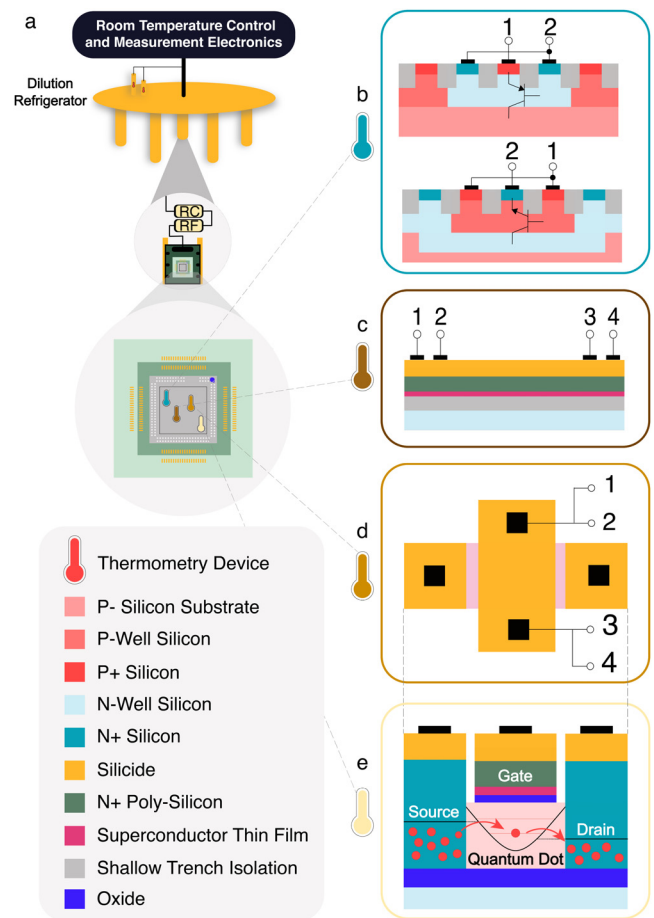 a
Room Temperature Control
and Measurement Electronics
Dilution
Refrigerator
RC
RF
Thermometry Device
P- Silicon Substrate
P-Well Silicon
P+ Silicon
N-Well Silicon
N+ Silicon
Silicide
N+ Poly-Silicon
Superconductor Thin Film
Shallow Trench Isolation
Oxide
b
1 2
2 1
c
1 2 3 4
d
1
2
3
4
e
Gate
Source
Drain
Quantum Dot